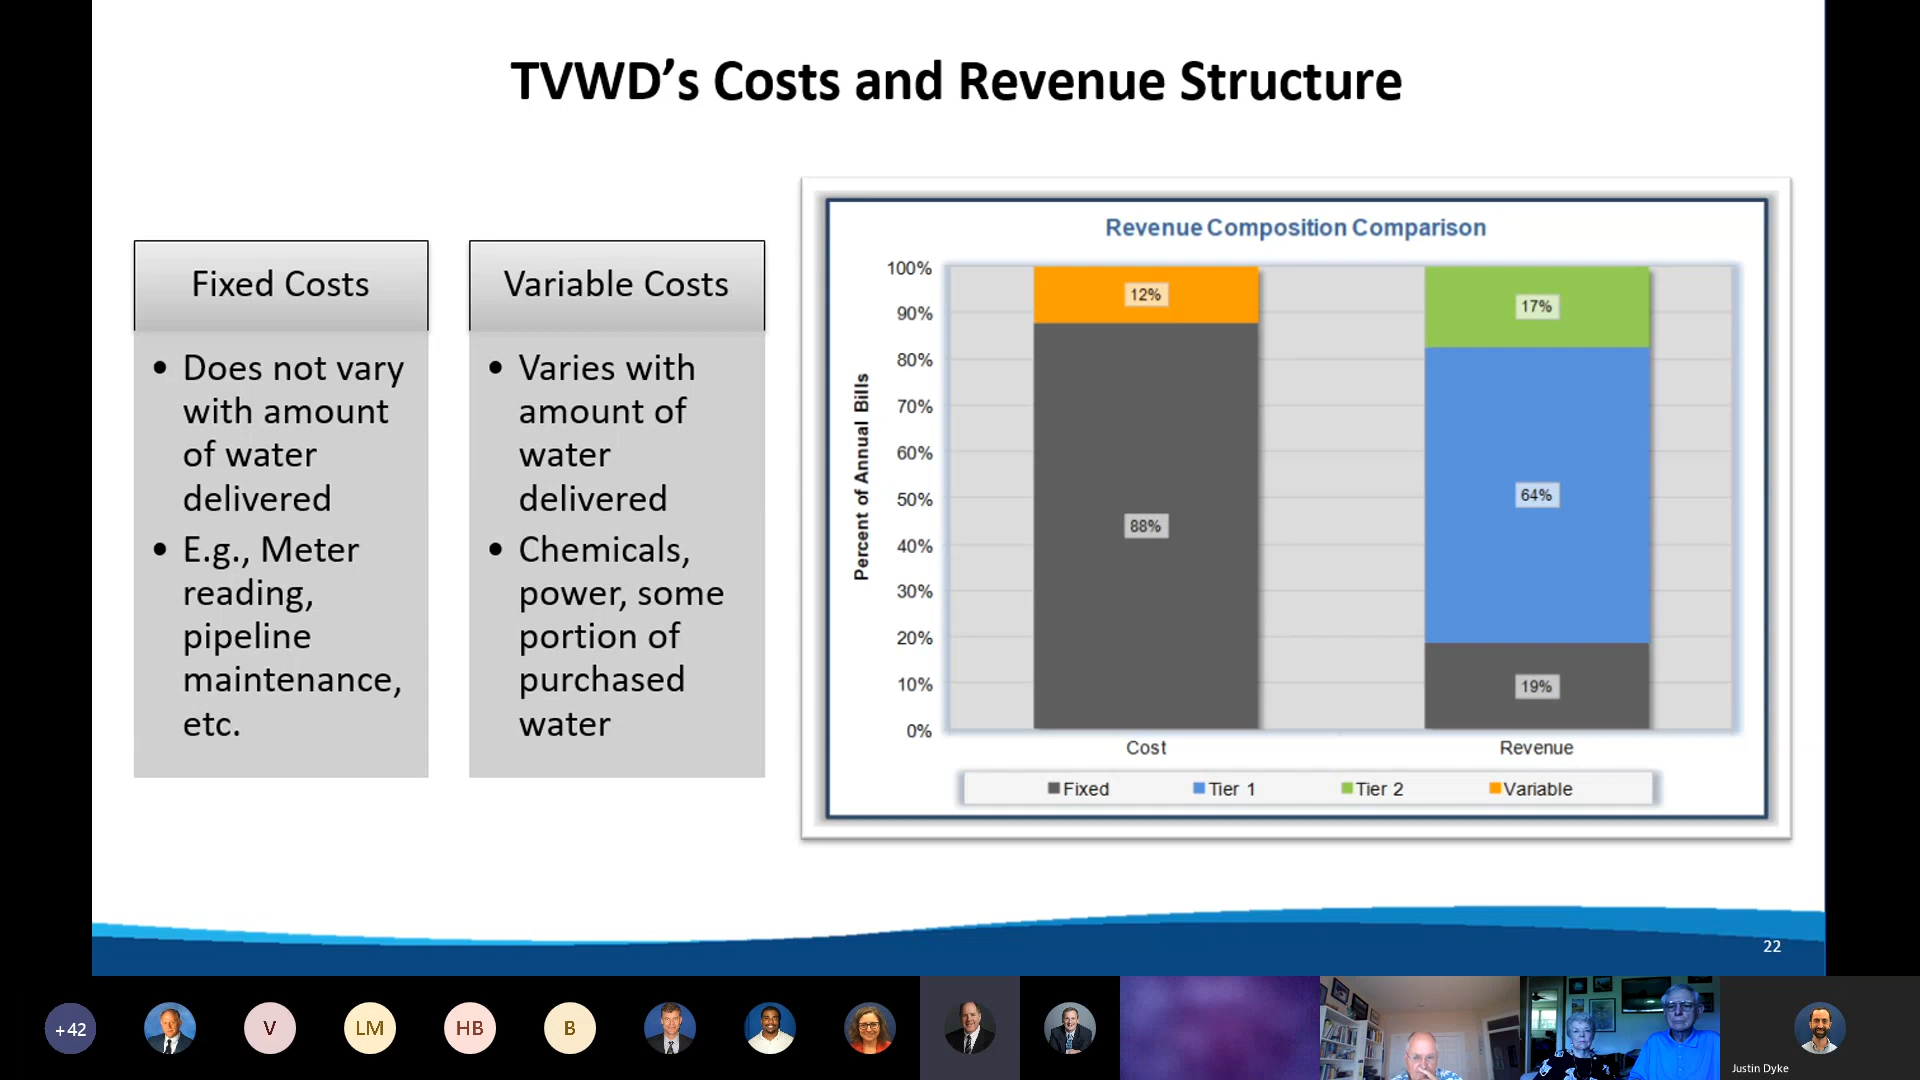 TVWD’s Costs and Revenue Structure
Fixed Costs
• Does not vary
with amount
of water
delivered
• E.g., Meter
reading,
pipeline
maintenance,
etc.
Variable Costs
• Varies with
amount of
water
delivered
• Chemicals,
power, some
portion of
purchased
water
Revenue Composition Comparison
Percent of Annual Bills
100%
90%
80%
70%
60%
50%
40%
30%
20%
10%
0%
12%
88%
17%
64%
19%
Cost
Revenue
Fixed
Tier 1
Tier 2
Variable
22
+42
V
LM
HB
B
Justin Dyke